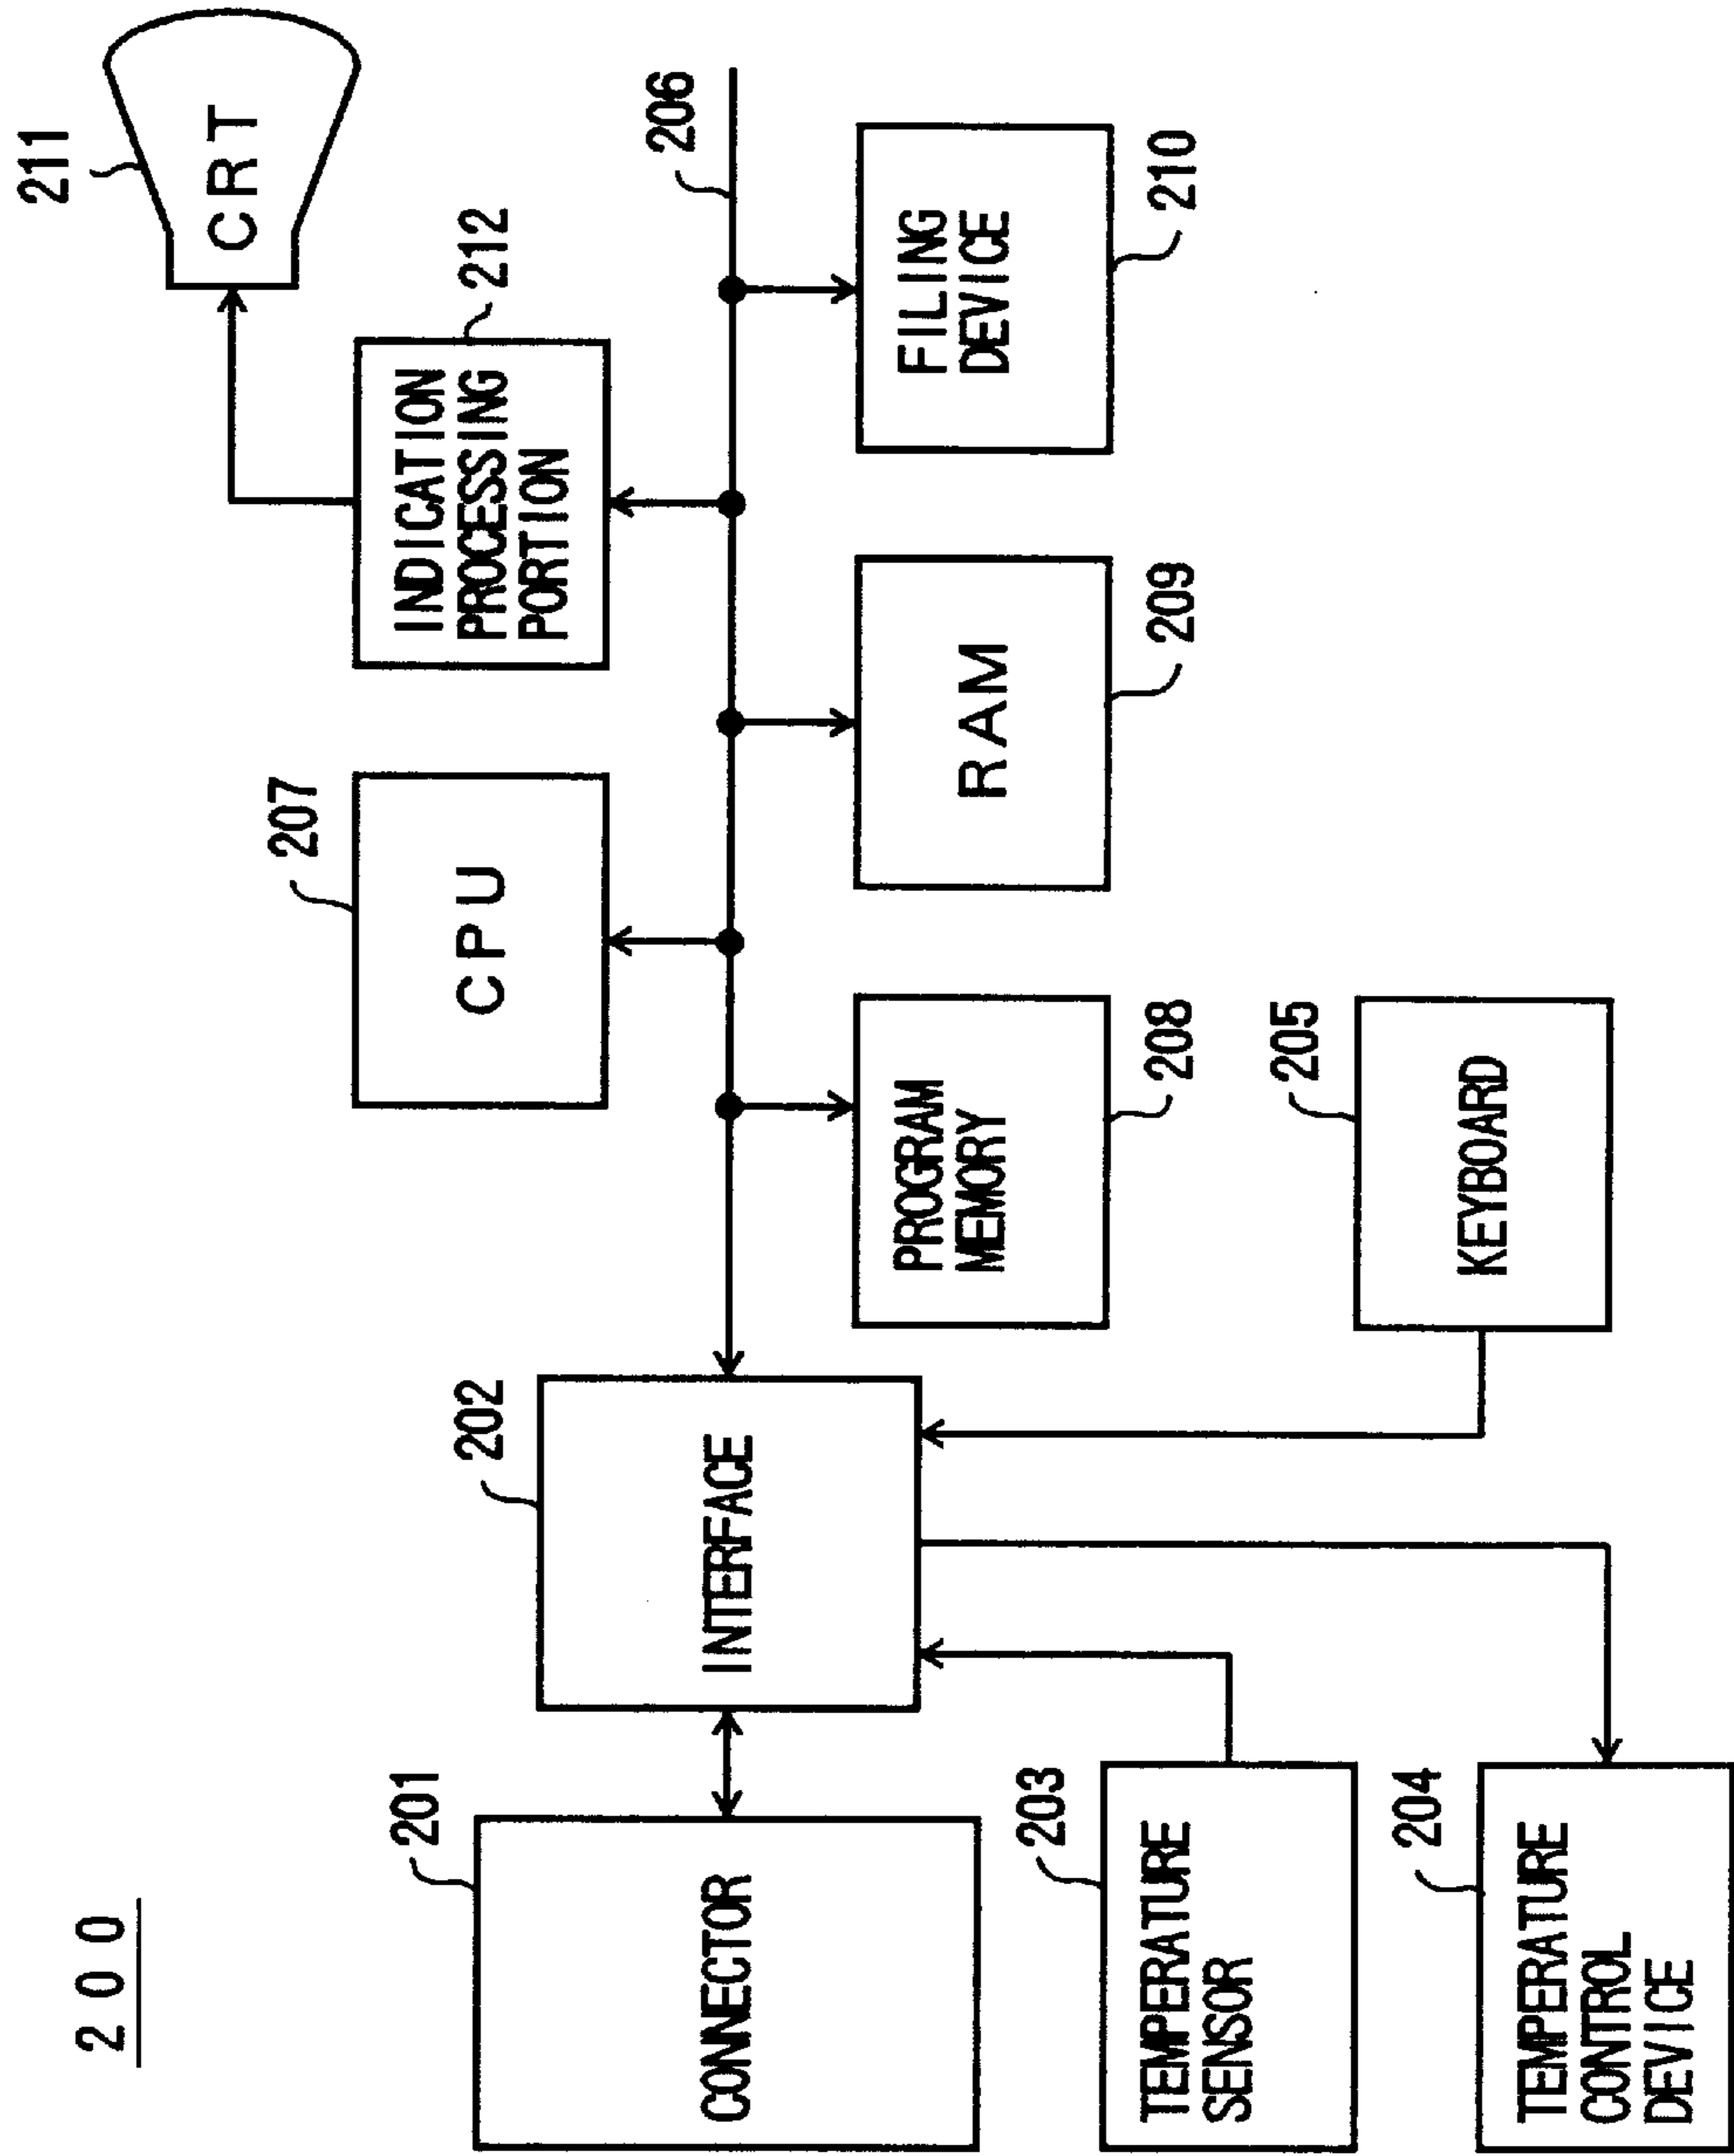 200
211
CRT
212
INDICATION
PROCESSING
PORTION
207
CPU
206
202
INTERFACE
201
CONNECTOR
PROGRAM
MEMORY
208
RAM
209
FILING
DEVICE
210
203
TEMPERATURE
SENSOR
205
KEYBOARD
204
TEMPERATURE
CONTROL
DEVICE